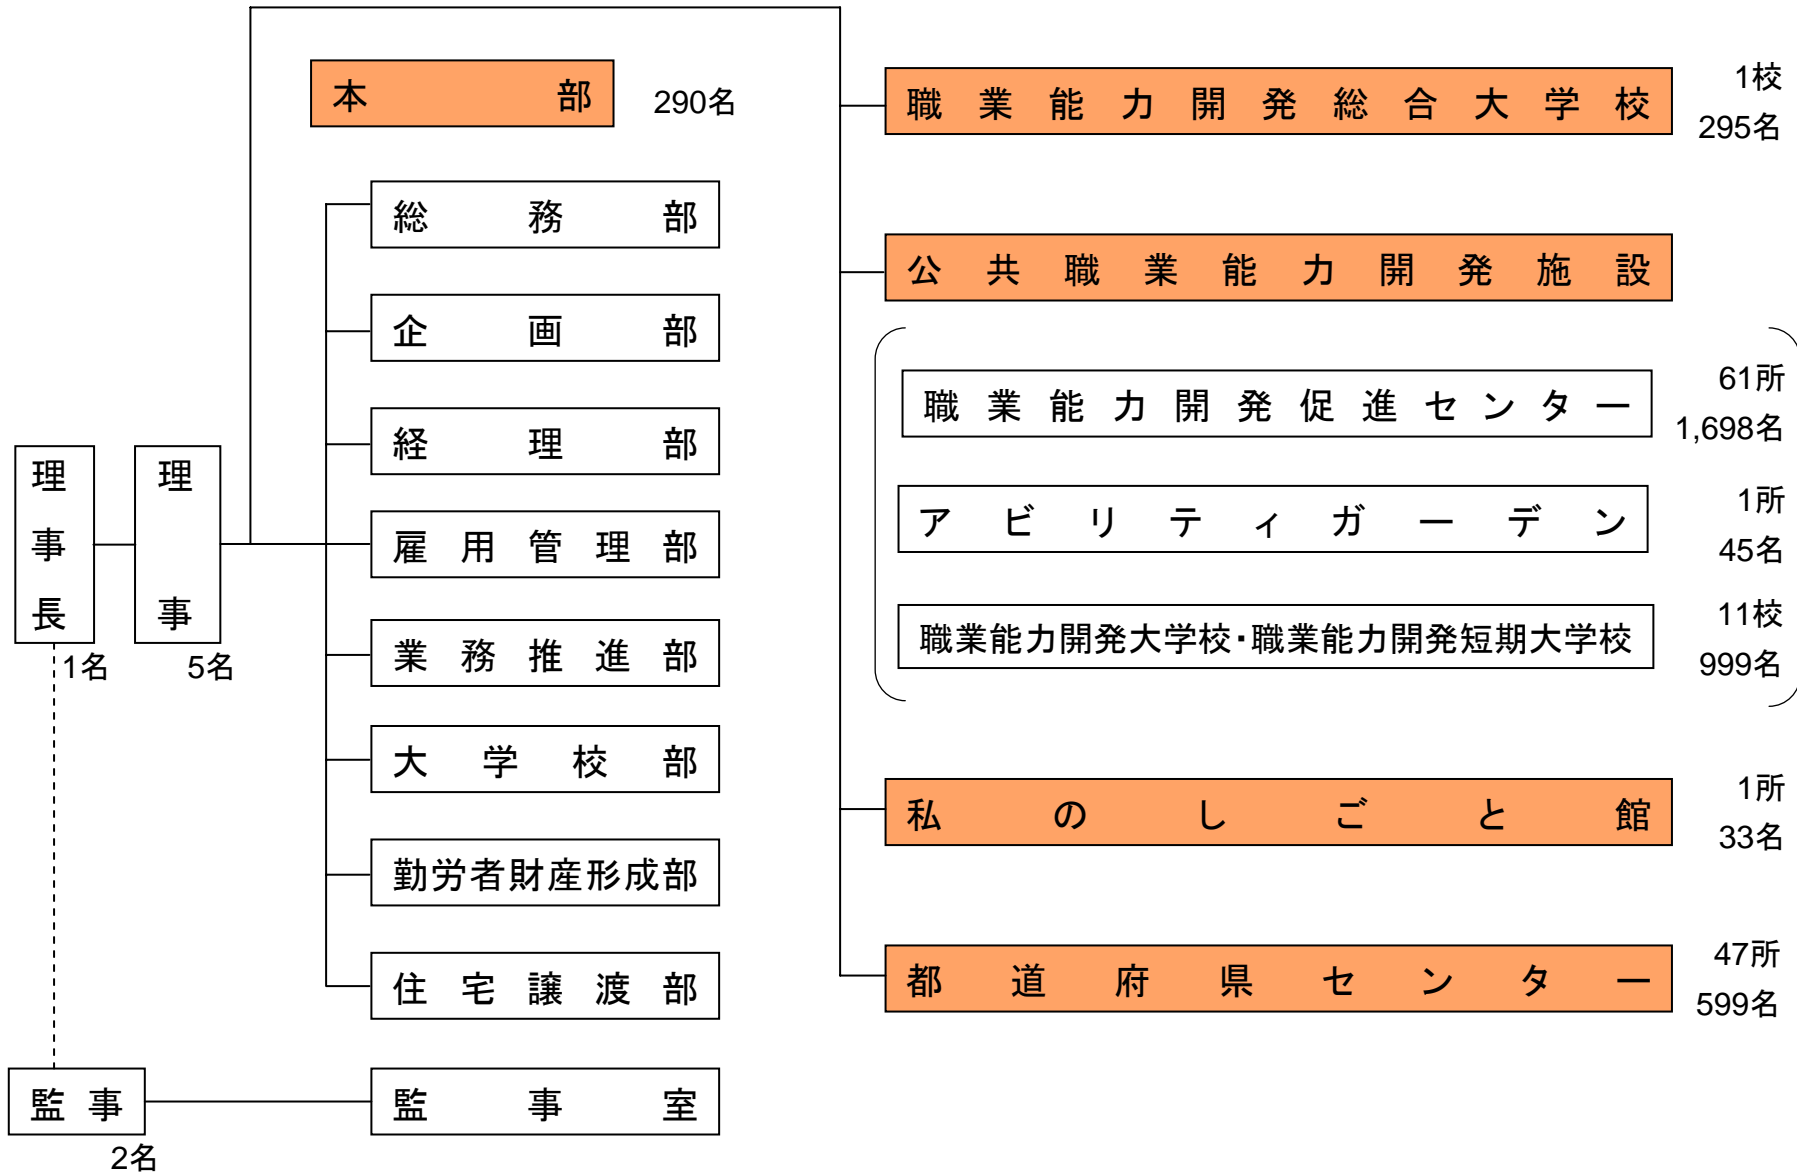 理事長
1名
理事
5名
監事
2名
本部
290名
総務部
企画部
経理部
雇用管理部
業務推進部
大学校部
勤労者財産形成部
住宅譲渡部
監事室
職業能力開発総合大学校
1校
295名
公共職業能力開発施設
職業能力開発促進センター
61所
1,698名
アビリティガーデン
1所
45名
職業能力開発大学校・職業能力開発短期大学校
11校
999名
私のしごと館
1所
33名
都道府県センター
47所
599名